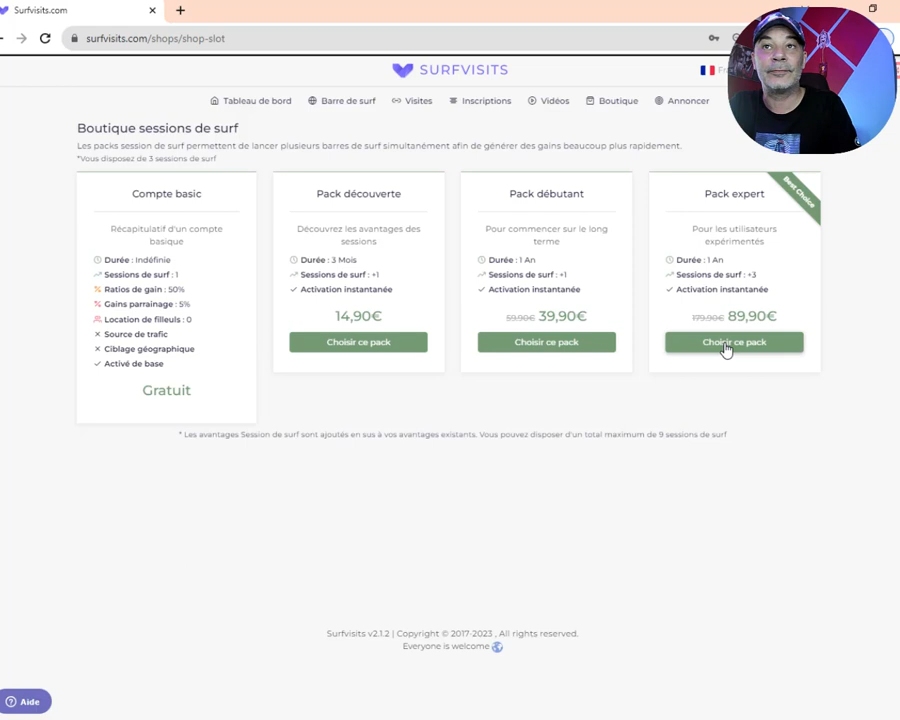 Surfvisits.com
surfvisits.com/shops/shop-slot
SURFVISITS
Tableau de bord Barre de surf Visites Inscriptions Vidéos Boutique Annoncer
Boutique sessions de surf
Les packs session de surf permettent de lancer plusieurs barres de surf simultanément afin de générer des gains beaucoup plus rapidement.
*Vous disposez de 3 sessions de surf
Compte basic
Récapitulatif d'un compte
basique
Durée : Indéfinie
Sessions de surf : 1
Ratios de gain : 50%
Gains parrainage : 5%
Location de filleuls : 0
Source de trafic
Ciblage géographique
Activé de base
Gratuit
Pack découverte
Découvrez les avantages des
sessions
Durée : 3 Mois
Sessions de surf : +1
Activation instantanée
14,90€
Choisir ce pack
Pack débutant
Pour commencer sur le long
terme
Durée : 1 An
Sessions de surf : +1
Activation instantanée
59.90€ 39,90€
Choisir ce pack
Pack expert
Best Choice
Pour les utilisateurs
expérimentés
Durée : 1 An
Sessions de surf : +3
Activation instantanée
179.90€ 89,90€
Choisir ce pack
* Les avantages Session de surf sont ajoutés en sus à vos avantages existants. Vous pouvez disposer d'un total maximum de 9 sessions de surf
Surfvisits v2.1.2 | Copyright © 2017-2023 , All rights reserved.
Everyone is welcome
Aide